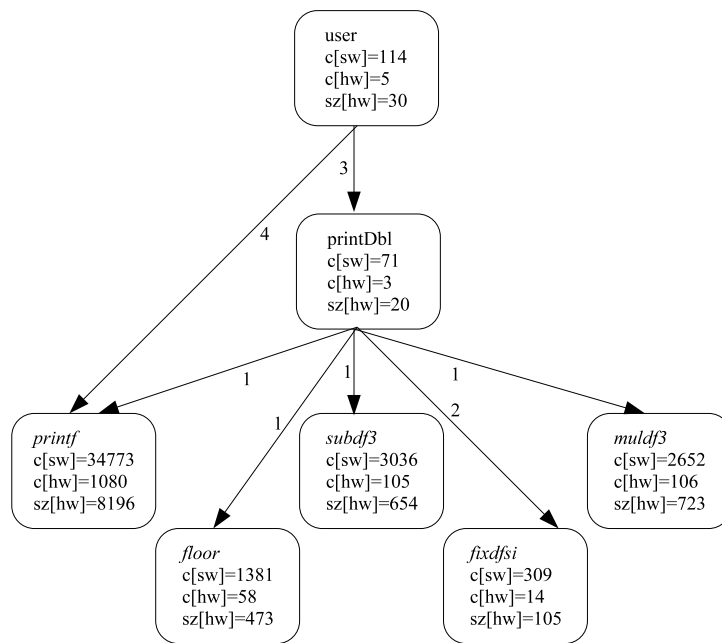 user
c[sw]=114
c[hw]=5
sz[hw]=30
3
4
printDbl
c[sw]=71
c[hw]=3
sz[hw]=20
1
1
1
2
1
printf
c[sw]=34773
c[hw]=1080
sz[hw]=8196
subdf3
c[sw]=3036
c[hw]=105
sz[hw]=654
muldf3
c[sw]=2652
c[hw]=106
sz[hw]=723
floor
c[sw]=1381
c[hw]=58
sz[hw]=473
fixdfsi
c[sw]=309
c[hw]=14
sz[hw]=105